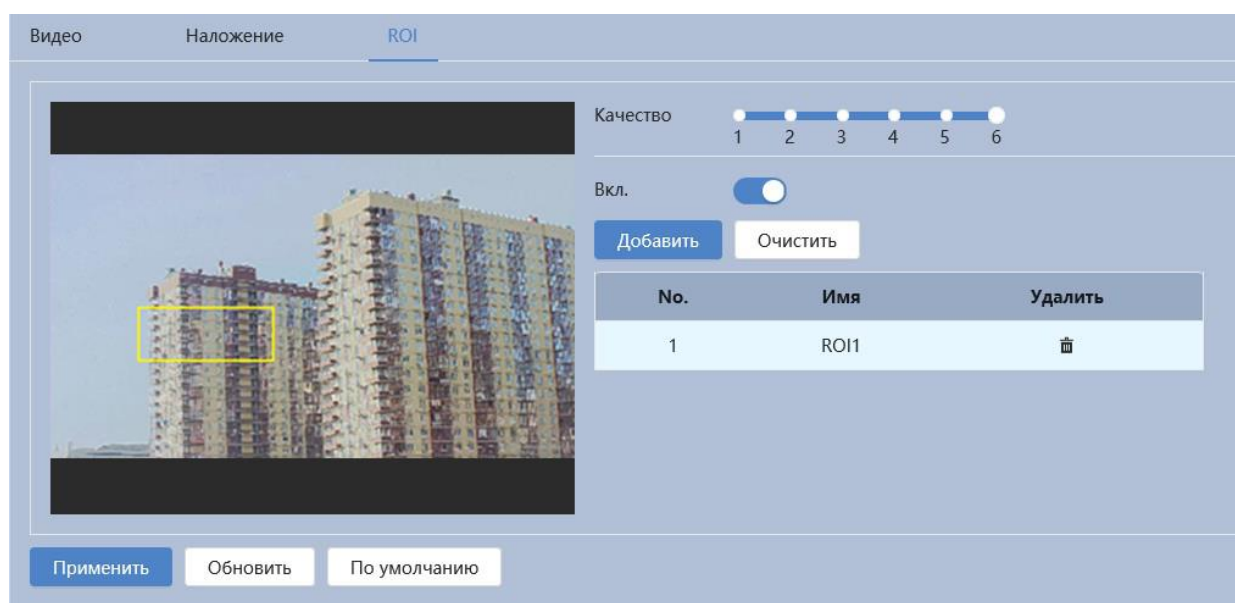 Видео Наложение ROI
Качество
1 2 3 4 5 6
Вкл.
Добавить Очистить
No. Имя Удалить
1 ROI1
Применить Обновить По умолчанию